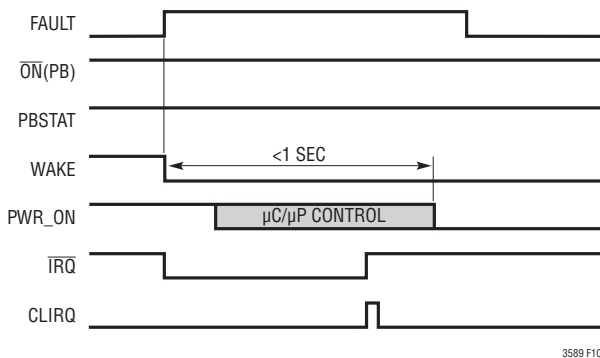 FAULT
ON(PB)
PBSTAT
<1 SEC
WAKE
PWR_ON
µC/µP CONTROL
IRQ
CLIRQ
3589 F10